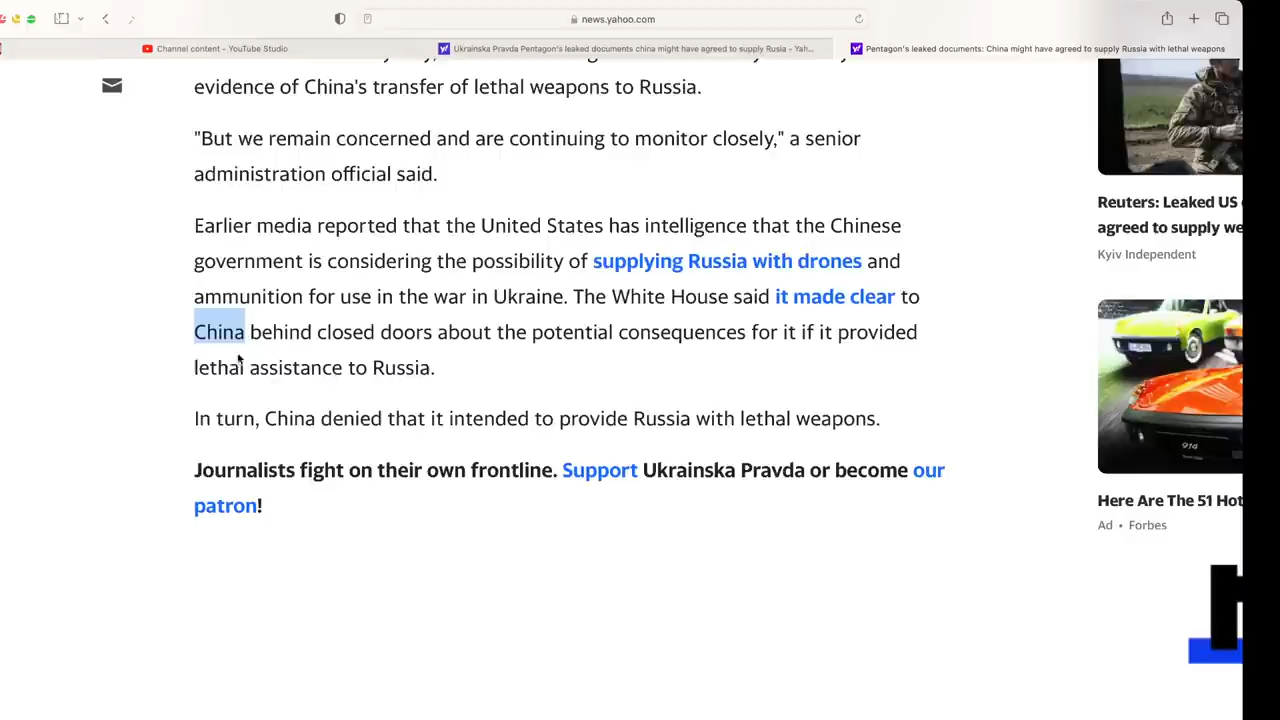 news.yahoo.com
Channel content - YouTube Studio
Ukrainska Pravda Pentagon's leaked documents china might have agreed to supply Rusia - Yah...
Pentagon's leaked documents: China might have agreed to supply Russia with lethal weapons
evidence of China's transfer of lethal weapons to Russia.
"But we remain concerned and are continuing to monitor closely," a senior
administration official said.
Earlier media reported that the United States has intelligence that the Chinese
government is considering the possibility of supplying Russia with drones and
ammunition for use in the war in Ukraine. The White House said it made clear to
China behind closed doors about the potential consequences for it if it provided
lethal assistance to Russia.
In turn, China denied that it intended to provide Russia with lethal weapons.
Journalists fight on their own frontline. Support Ukrainska Pravda or become our
patron!
Reuters: Leaked US
agreed to supply we
Kyiv Independent
914
Here Are The 51 Hot
Ad • Forbes